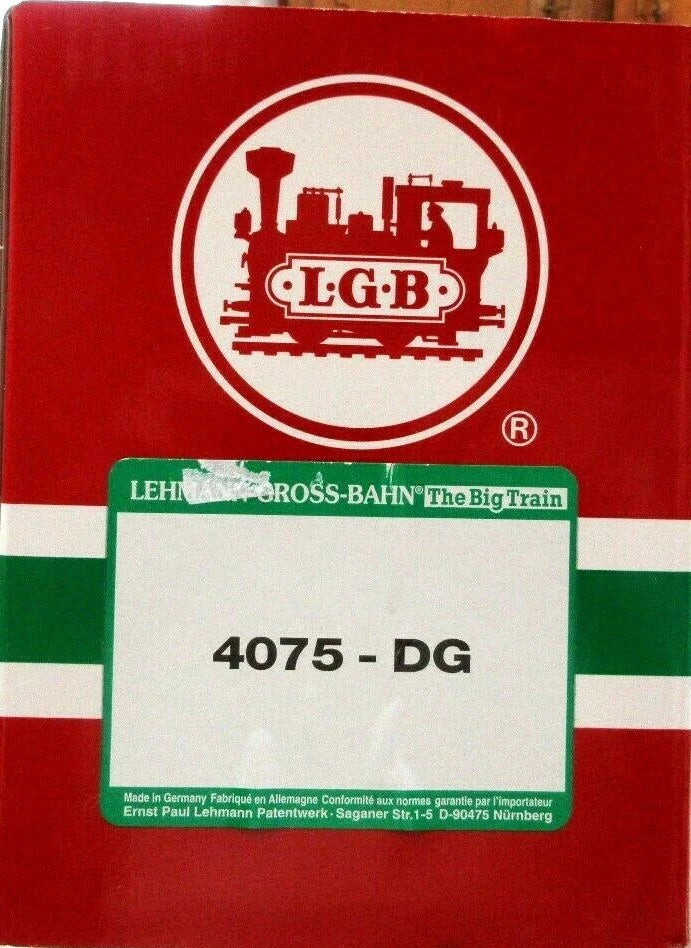 L·G·B
®
LEHMANN-GROSS-BAHN® The Big Train
4075 - DG
Made in Germany Fabriqué en Allemagne Conformité aux normes garantie par l'importateur
Ernst Paul Lehmann Patentwerk · Saganer Str.1-5 D-90475 Nürnberg